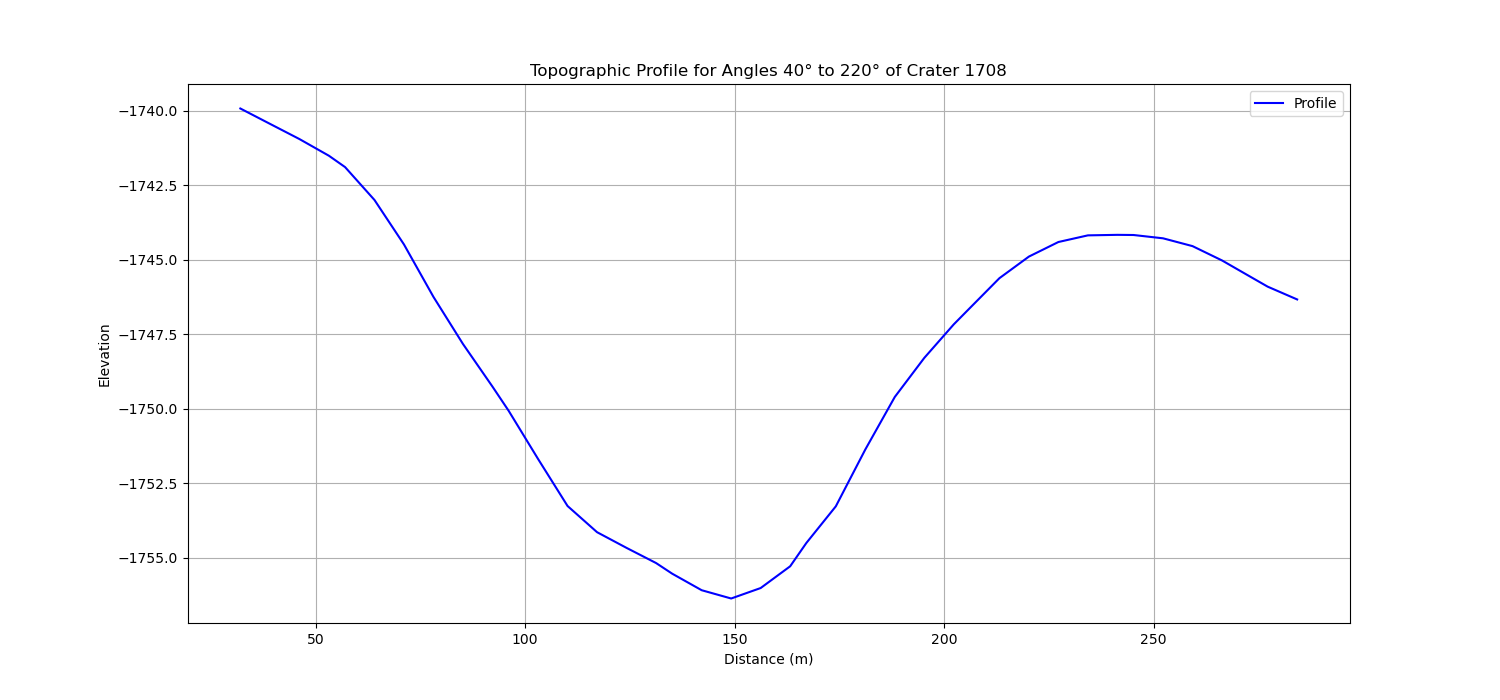 Topographic Profile for Angles 40° to 220° of Crater 1708
Profile
−1740.0
−1742.5
−1745.0
−1747.5
−1750.0
−1752.5
−1755.0
Elevation
50 100 150 200 250
Distance (m)